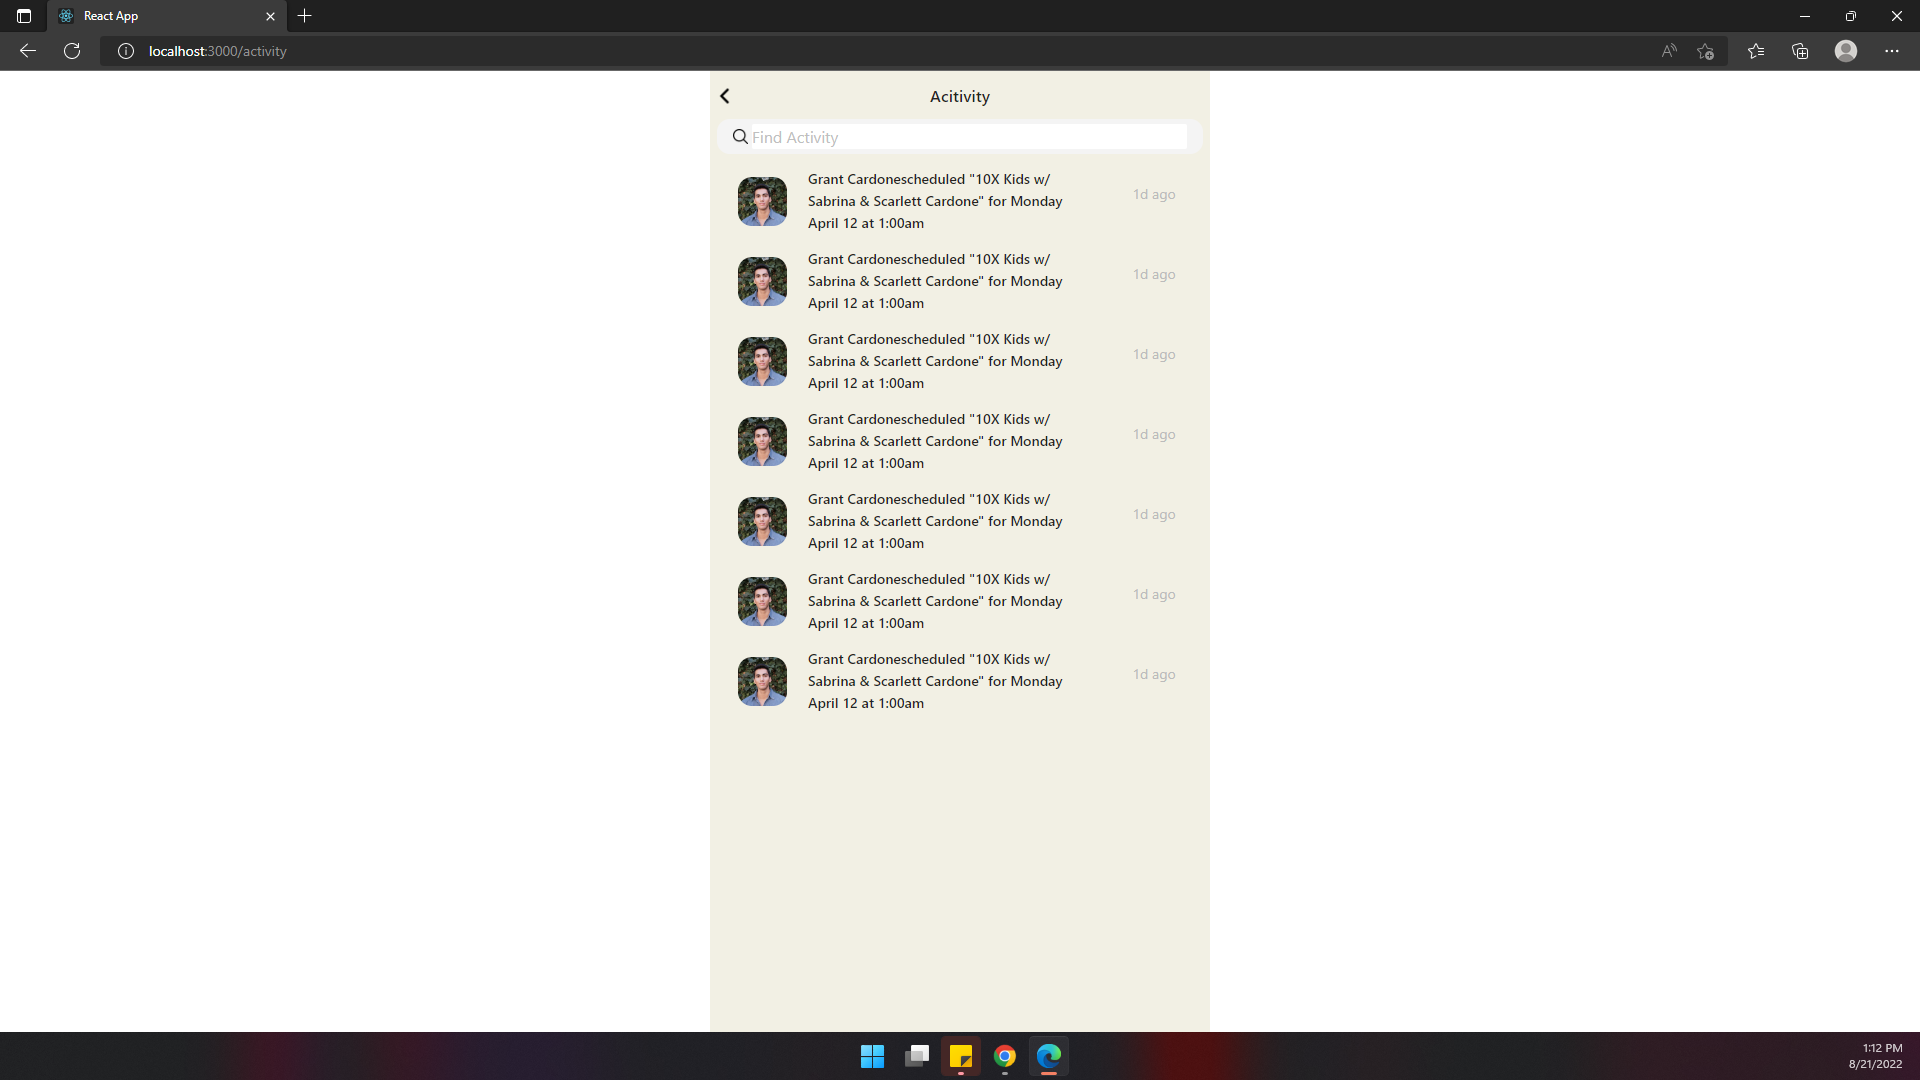 React App
localhost:3000/activity
Acitivity
Find Activity
Grant Cardonescheduled "10X Kids w/
Sabrina & Scarlett Cardone" for Monday
April 12 at 1:00am
1d ago
Grant Cardonescheduled "10X Kids w/
Sabrina & Scarlett Cardone" for Monday
April 12 at 1:00am
1d ago
Grant Cardonescheduled "10X Kids w/
Sabrina & Scarlett Cardone" for Monday
April 12 at 1:00am
1d ago
Grant Cardonescheduled "10X Kids w/
Sabrina & Scarlett Cardone" for Monday
April 12 at 1:00am
1d ago
Grant Cardonescheduled "10X Kids w/
Sabrina & Scarlett Cardone" for Monday
April 12 at 1:00am
1d ago
Grant Cardonescheduled "10X Kids w/
Sabrina & Scarlett Cardone" for Monday
April 12 at 1:00am
1d ago
Grant Cardonescheduled "10X Kids w/
Sabrina & Scarlett Cardone" for Monday
April 12 at 1:00am
1d ago
1:12 PM
8/21/2022